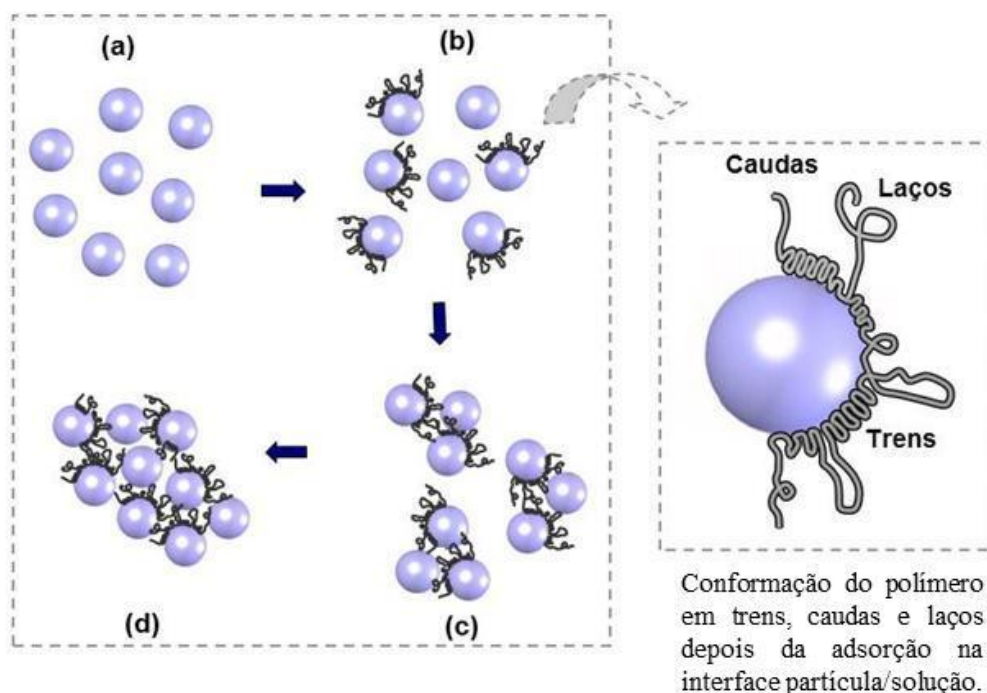 (a)
(b)
(d)
(c)
Caudas
Laços
Trens
Conformação do polímero
em trens, caudas e laços
depois da adsorção na
interface partícula/solução.